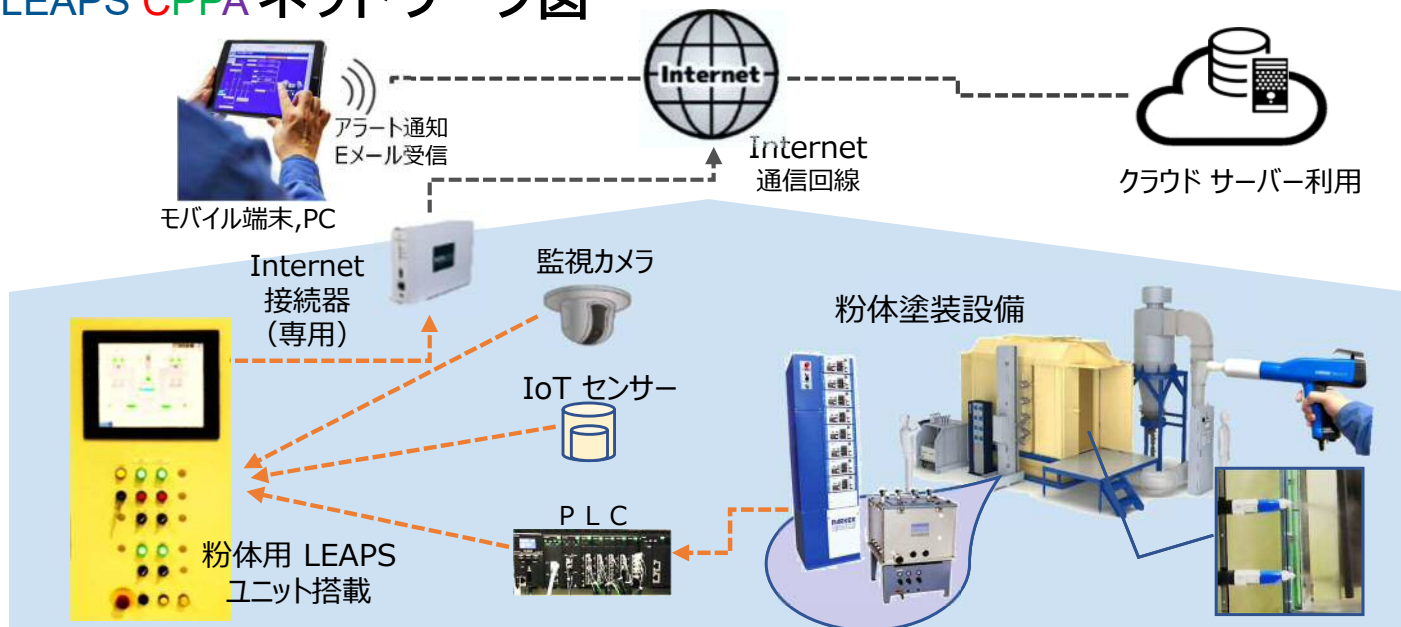 LEAPS CPPA ネットワーク図
Internet
アラート通知
Eメール受信
Internet
通信回線
クラウド サーバー利用
モバイル端末,PC
Internet
接続器
（専用）
監視カメラ
粉体塗装設備
IoT センサー
ＰＬＣ
粉体用 LEAPS
ユニット搭載
PARKER